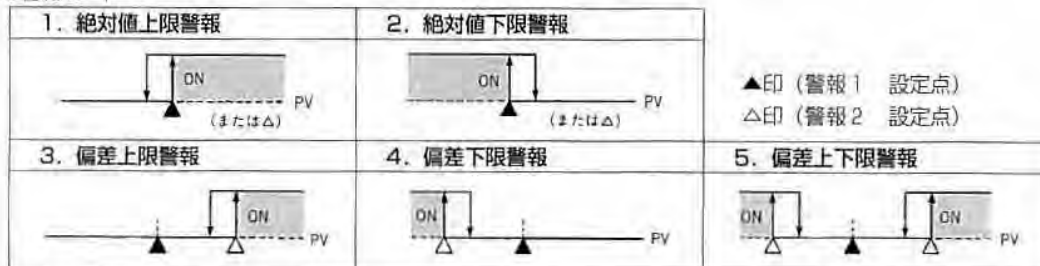 1. 絶対値上限警報
2. 絶対値下限警報
ON
PV
(または△)
ON
PV
(または△)
▲印 (警報1 設定点)
△印 (警報2 設定点)
3. 偏差上限警報
4. 偏差下限警報
5. 偏差上下限警報
ON
PV
ON
PV
ON
ON
PV